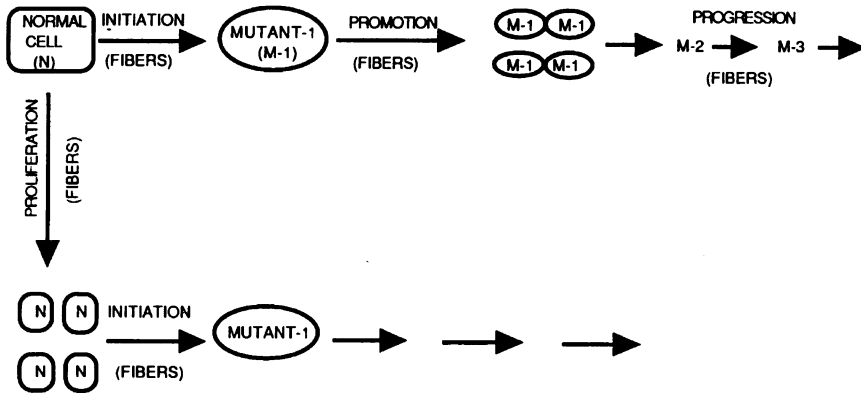 NORMAL CELL (N)
INITIATION
(FIBERS)
MUTANT-1
(M-1)
PROMOTION
(FIBERS)
M-1 M-1
M-1 M-1
PROGRESSION
M-2 M-3
(FIBERS)
PROLIFERATION
(FIBERS)
N N
N N
INITIATION
(FIBERS)
MUTANT-1